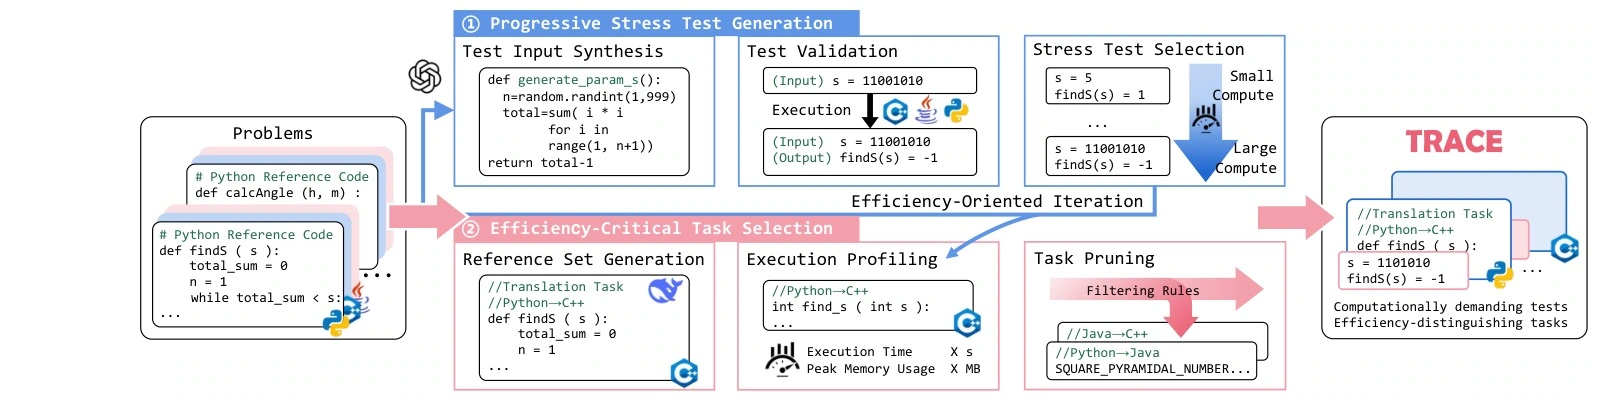 Problems
# Python Reference Code
def calcAngle (h, m) :
# Python Reference Code
def findS ( s ):
total_sum = 0
n = 1
while total_sum < s:
...
...
① Progressive Stress Test Generation
Test Input Synthesis
def generate_param_s():
n=random.randint(1,999)
total=sum( i * i
for i in
range(1, n+1))
return total-1
Test Validation
(Input) s = 11001010
Execution
(Input) s = 11001010
(Output) findS(s) = -1
Stress Test Selection
s = 5
findS(s) = 1
...
s = 11001010
findS(s) = -1
Small
Compute
Large
Compute
Efficiency-Oriented Iteration
② Efficiency-Critical Task Selection
Reference Set Generation
//Translation Task
//Python→C++
def findS ( s ):
total_sum = 0
n = 1
...
Execution Profiling
//Python→C++
int find_s ( int s ):
...
Execution Time X s
Peak Memory Usage X MB
Task Pruning
Filtering Rules
//Java→C++
//Python→Java
SQUARE_PYRAMIDAL_NUMBER...
TRACE
//Translation Task
//Python→C++
def findS ( s ):
s = 1101010
findS(s) = -1
...
Computationally demanding tests
Efficiency-distinguishing tasks